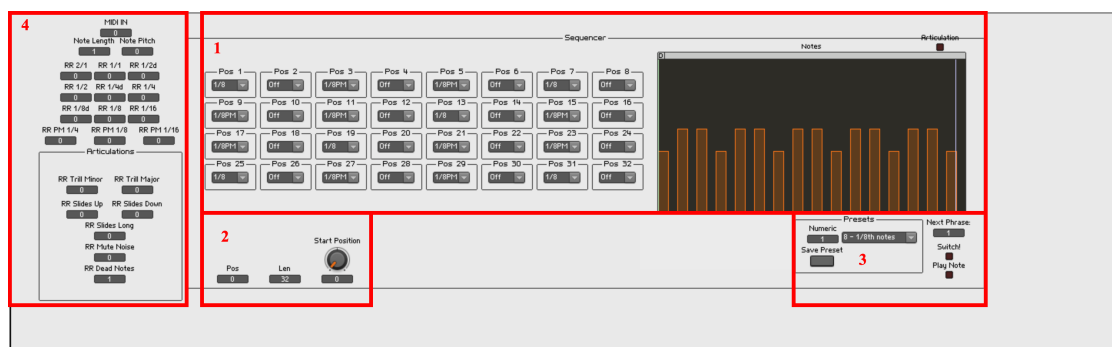 4
MIDI IN
0
Note Length Note Pitch
1 0
RR 2/1 RR 1/1 RR 1/2d
0 0 0
RR 1/2 RR 1/4d RR 1/4
0 0 0
RR 1/8d RR 1/8 RR 1/16
0 0 0
RR PM 1/4 RR PM 1/8 RR PM 1/16
0 0 0
Articulations
RR Trill Minor RR Trill Major
0 0
RR Slides Up RR Slides Down
0 0
RR Slides Long
0
RR Mute Noise
0
RR Dead Notes
1
1
Sequencer
Articulation
Notes
D
Pos 1 Pos 2 Pos 3 Pos 4 Pos 5 Pos 6 Pos 7 Pos 8
1/8 Off 1/8PM Off 1/8PM Off 1/8 Off
Pos 9 Pos 10 Pos 11 Pos 12 Pos 13 Pos 14 Pos 15 Pos 16
1/8PM Off 1/8PM Off 1/8 Off 1/8PM Off
Pos 17 Pos 18 Pos 19 Pos 20 Pos 21 Pos 22 Pos 23 Pos 24
1/8PM Off 1/8 Off 1/8PM Off 1/8PM Off
Pos 25 Pos 26 Pos 27 Pos 28 Pos 29 Pos 30 Pos 31 Pos 32
1/8 Off 1/8PM Off 1/8PM Off 1/8 Off
2
Start Position
Pos Len
0 32 0
Presets
Numeric
1 8 - 1/8th notes
Save Preset
3
Next Phrase:
1
Switch!
Play Note